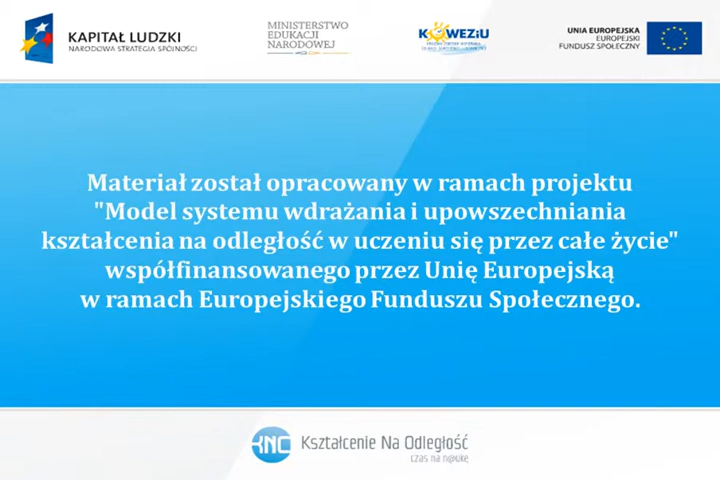 KAPITAŁ LUDZKI
NARODOWA STRATEGIA SPÓJNOŚCI
MINISTERSTWO
EDUKACJI
NARODOWEJ
KOWEZiU
UNIA EUROPEJSKA
EUROPEJSKI
FUNDUSZ SPOŁECZNY
Materiał został opracowany w ramach projektu
"Model systemu wdrażania i upowszechniania
kształcenia na odległość w uczeniu się przez całe życie"
współfinansowanego przez Unię Europejską
w ramach Europejskiego Funduszu Społecznego.
KNO Kształcenie Na Odległość
czas na n@ukę